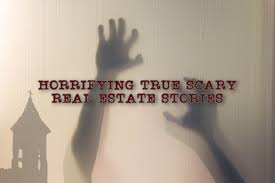 HORRIFYING TRUE SCARY
REAL ESTATE STORIES